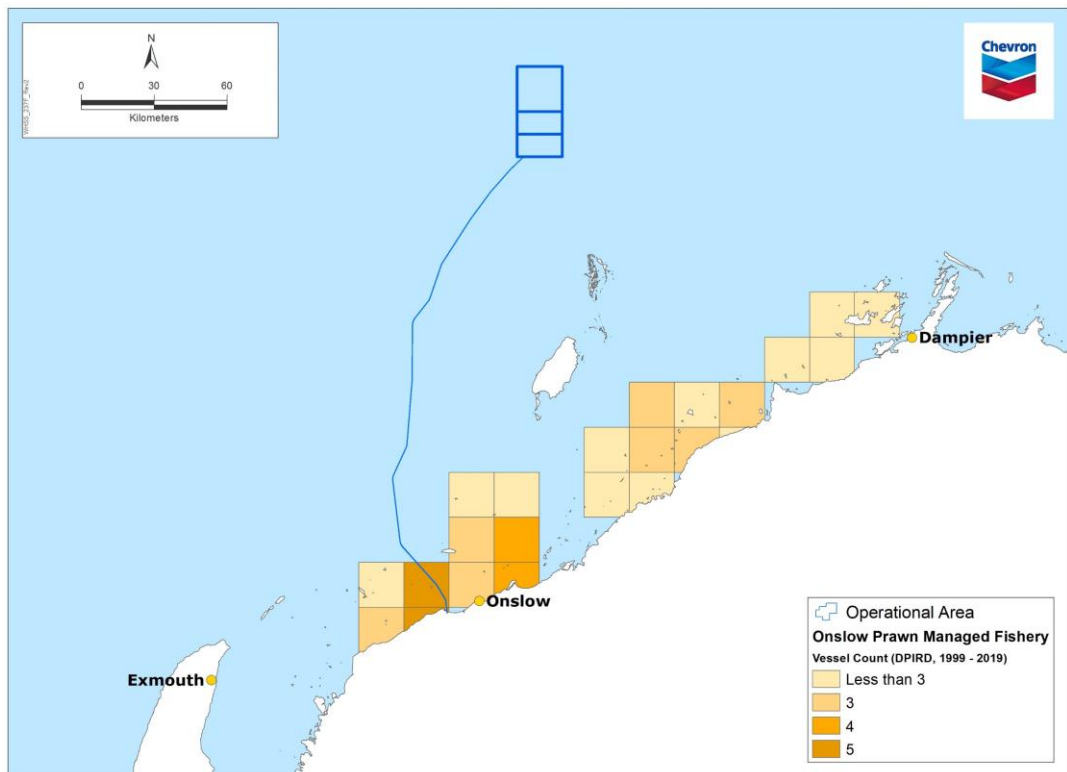 N
0 30 60
Kilometers
WHSS_237F_Rev2
Chevron
Dampier
Onslow
Exmouth
Operational Area
Onslow Prawn Managed Fishery
Vessel Count (DPIRD, 1999 - 2019)
Less than 3
3
4
5